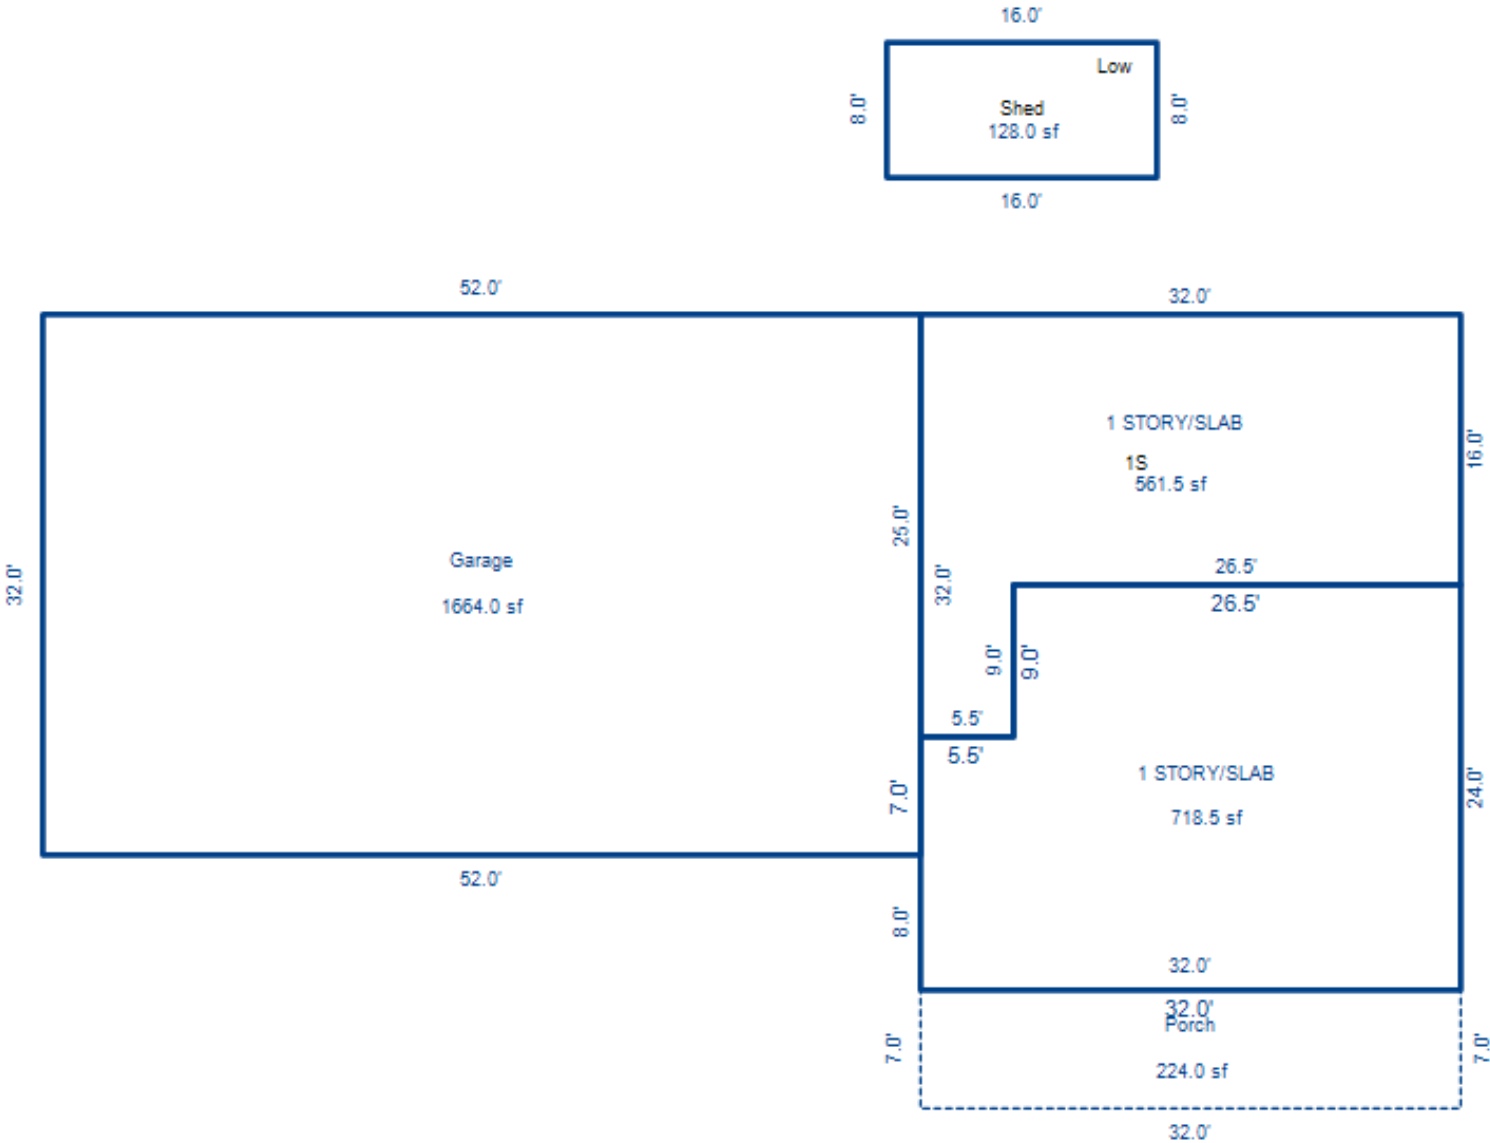 16.0'
Low
8.0'
8.0'
Shed
128.0 sf
16.0'
52.0'
32.0'
1 STORY/SLAB
16.0'
1S
561.5 sf
25.0'
Garage
32.0'
32.0'
26.5'
26.5'
1664.0 sf
9.0'
9.0'
5.5'
5.5'
1 STORY/SLAB
7.0'
24.0'
718.5 sf
52.0'
8.0'
32.0'
32.0'
Porch
7.0'
7.0'
224.0 sf
32.0'